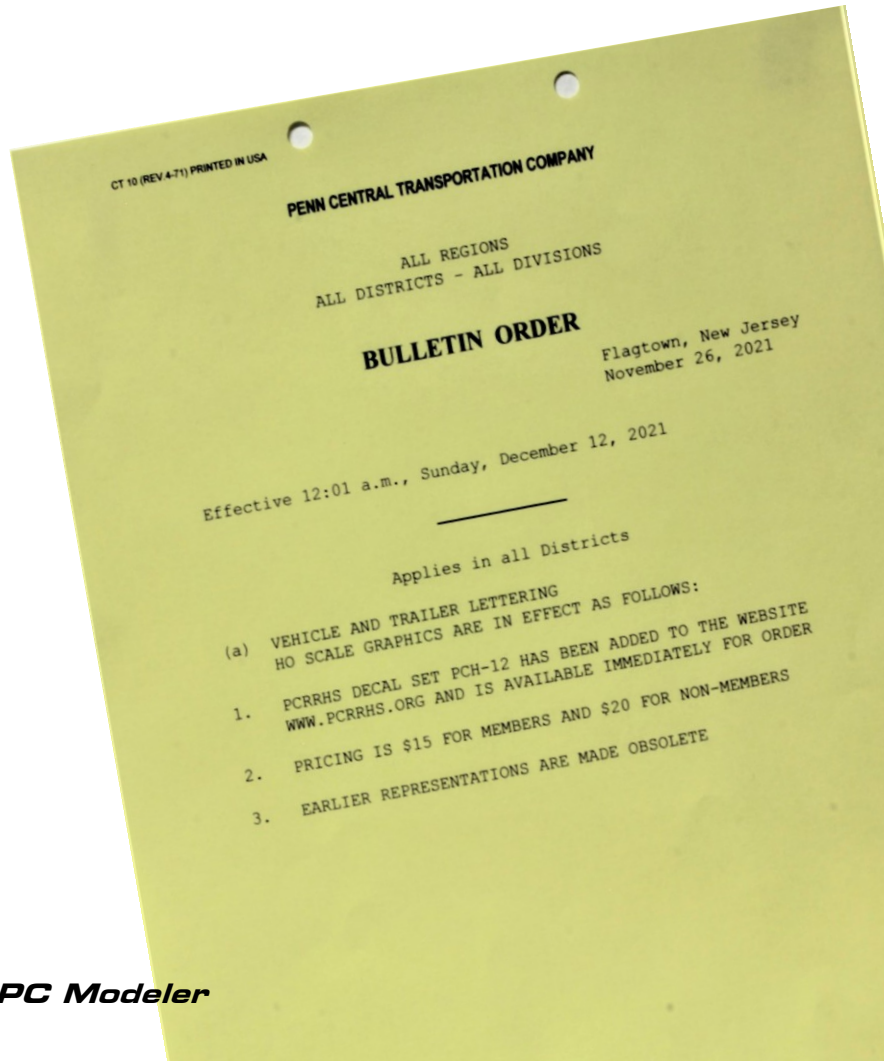 CT 10 (REV.4-71) PRINTED IN USA
PENN CENTRAL TRANSPORTATION COMPANY
ALL REGIONS
ALL DISTRICTS - ALL DIVISIONS
BULLETIN ORDER
Flagtown, New Jersey
November 26, 2021
Effective 12:01 a.m., Sunday, December 12, 2021
Applies in all Districts
(a) VEHICLE AND TRAILER LETTERING
HO SCALE GRAPHICS ARE IN EFFECT AS FOLLOWS:
1. PCRRHS DECAL SET PCH-12 HAS BEEN ADDED TO THE WEBSITE
WWW.PCRRHS.ORG AND IS AVAILABLE IMMEDIATELY FOR ORDER
2. PRICING IS $15 FOR MEMBERS AND $20 FOR NON-MEMBERS
3. EARLIER REPRESENTATIONS ARE MADE OBSOLETE
PC Modeler